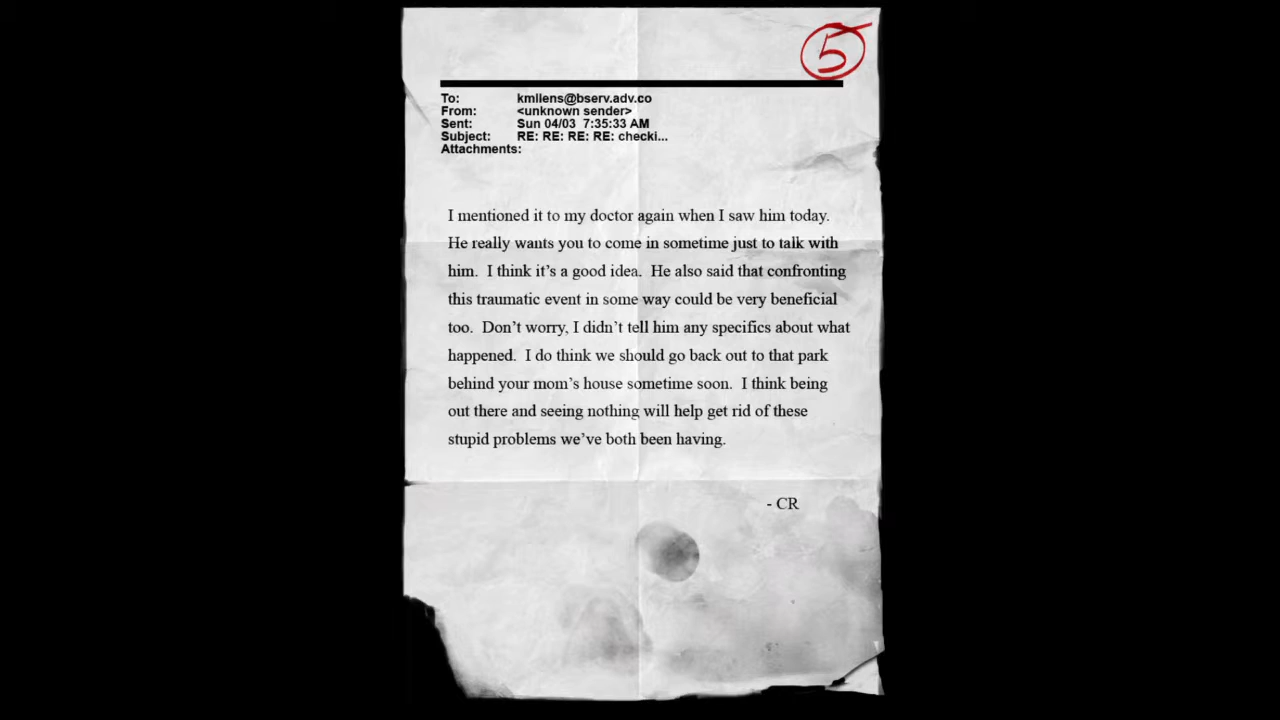 5
To: kmilens@bserv.adv.co
From: <unknown sender>
Sent: Sun 04/03 7:35:33 AM
Subject: RE: RE: RE: RE: checki...
Attachments:
I mentioned it to my doctor again when I saw him today.
He really wants you to come in sometime just to talk with
him. I think it’s a good idea. He also said that confronting
this traumatic event in some way could be very beneficial
too. Don’t worry, I didn’t tell him any specifics about what
happened. I do think we should go back out to that park
behind your mom’s house sometime soon. I think being
out there and seeing nothing will help get rid of these
stupid problems we’ve both been having.
- CR